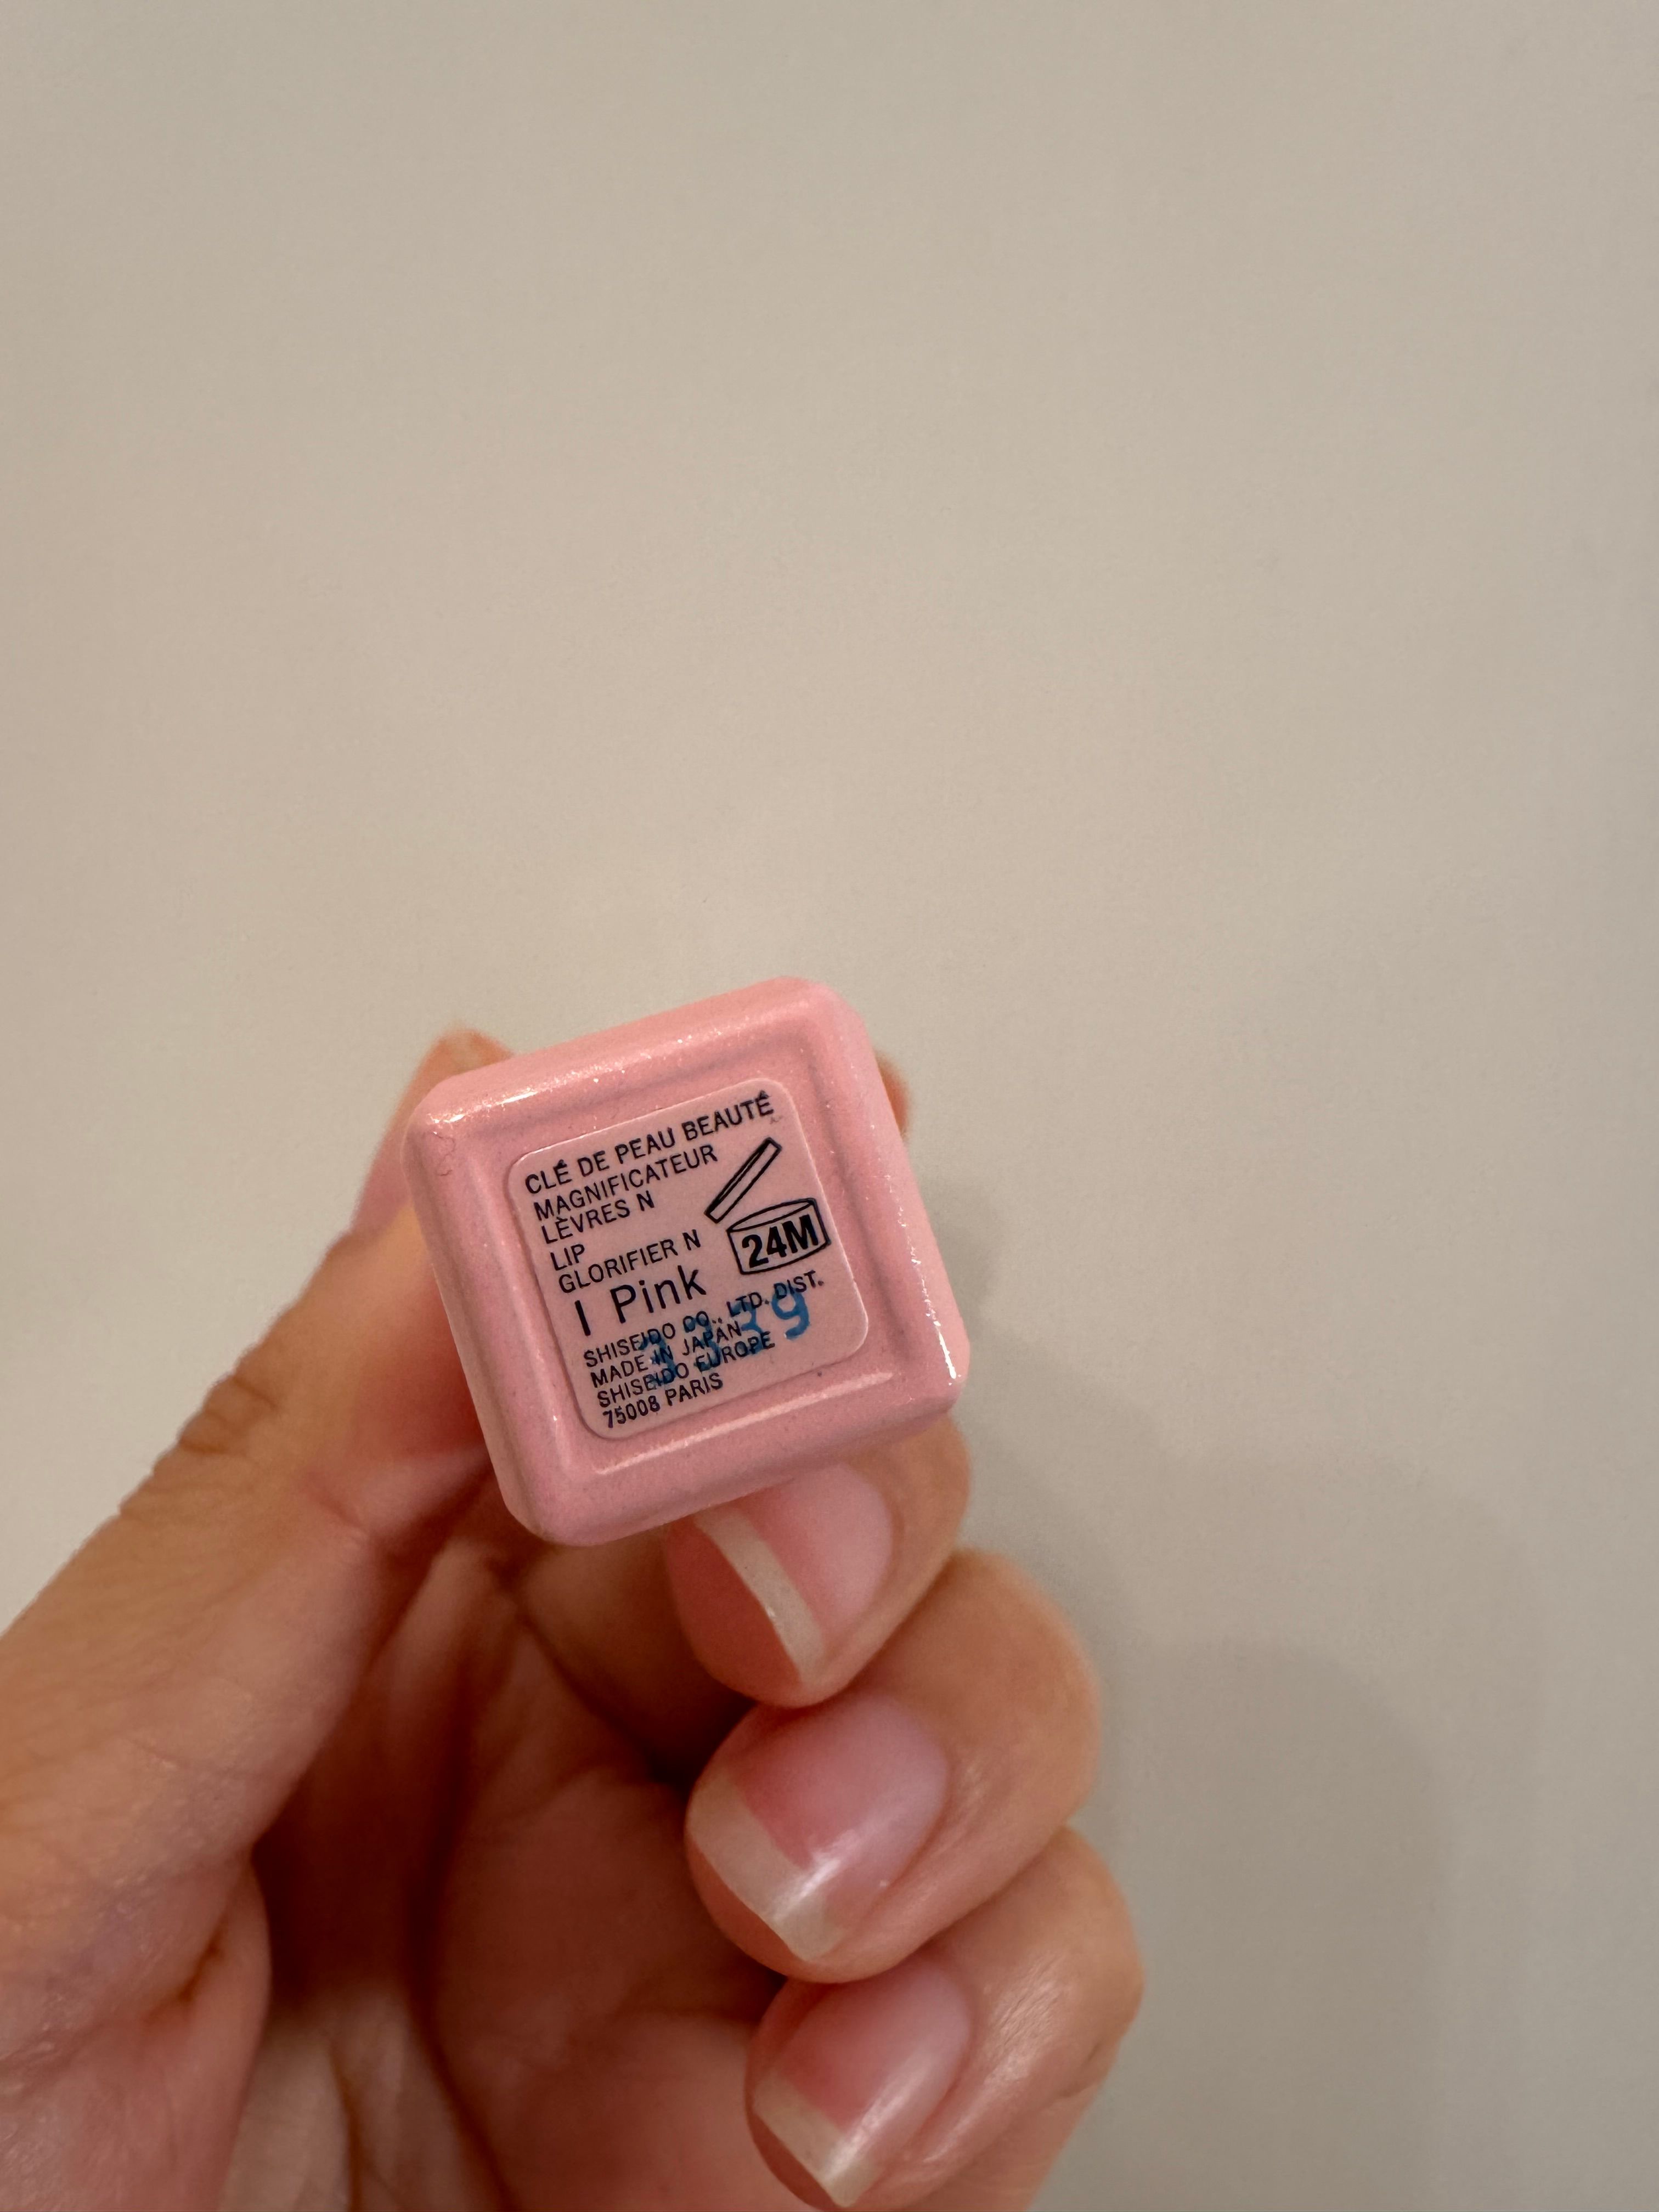 CLÉ DE PEAU BEAUTÉ
MAGNIFICATEUR
LÈVRES N
LIP
GLORIFIER N
24M
1 Pink
SHISEIDO CO., LTD. DIST.
MADE IN JAPAN
SHISEIDO EUROPE
75008 PARIS
3339